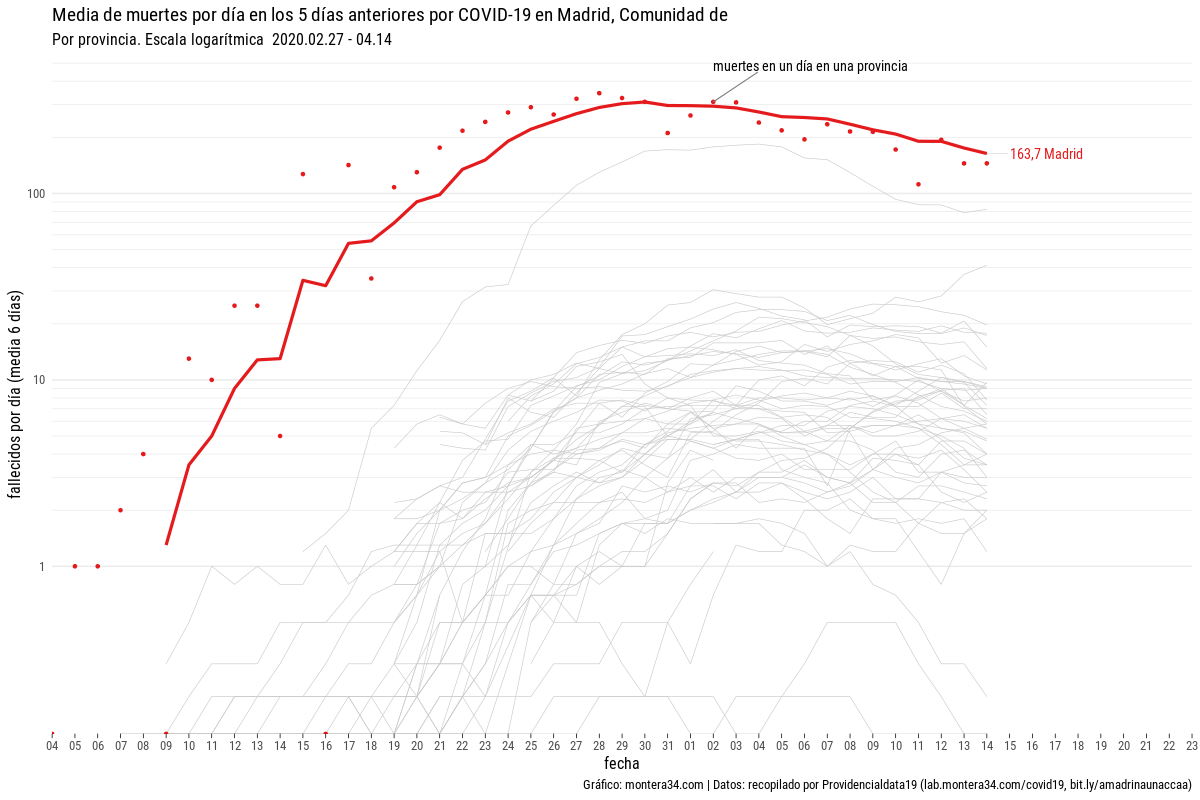 Media de muertes por día en los 5 días anteriores por COVID-19 en Madrid, Comunidad de
Por provincia. Escala logarítmica  2020.02.27 - 04.14
muertes en un día en una provincia
163,7 Madrid
100
10
1
fallecidos por día (media 6 días)
04 05 06 07 08 09 10 11 12 13 14 15 16 17 18 19 20 21 22 23 24 25 26 27 28 29 30 31 01 02 03 04 05 06 07 08 09 10 11 12 13 14 15 16 17 18 19 20 21 22 23
fecha
Gráfico: montera34.com | Datos: recopilado por Providencialdata19 (lab.montera34.com/covid19, bit.ly/amadrinaunaccaa)